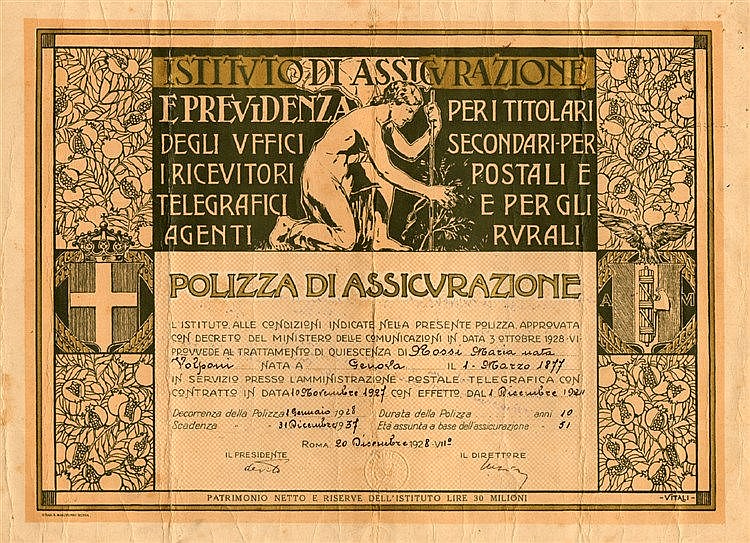 ISTITVTO DI ASSICVRAZIONE
E PREVIDENZA PER I TITOLARI
DEGLI VFFICI SECONDARI-PER
I RICEVITORI POSTALI E
TELEGRAFICI E PER GLI
AGENTI RVRALI
POLIZZA DI ASSICVRAZIONE
A M
L'ISTITUTO, ALLE CONDIZIONI INDICATE NELLA PRESENTE POLIZZA, APPROVATA
CON DECRETO DEL MINISTERO DELLE COMUNICAZIONI IN DATA 3 OTTOBRE 1928-VI
PROVVEDE AL TRATTAMENTO DI QUIESCENZA DI Rossi Maria nata
Volponi NATA A Genola IL 1 - Marzo 1877
IN SERVIZIO PRESSO L'AMMINISTRAZIONE - POSTALE - TELEGRAFICA CON
CONTRATTO IN DATA 10 Novembre 1927 CON EFFETTO DAL 1 Dicembre
Decorrenza della Polizza 1 Gennaio 1928 Durata della Polizza anni 10
Scadenza " " 31 Dicembre 1937 Età assunta a base dell'assicurazione " 51
ROMA, 20 Dicembre 1928 - VII°
IL PRESIDENTE IL DIRETTORE
PATRIMONIO NETTO E RISERVE DELL'ISTITUTO LIRE 30 MILIONI
-VITALI-